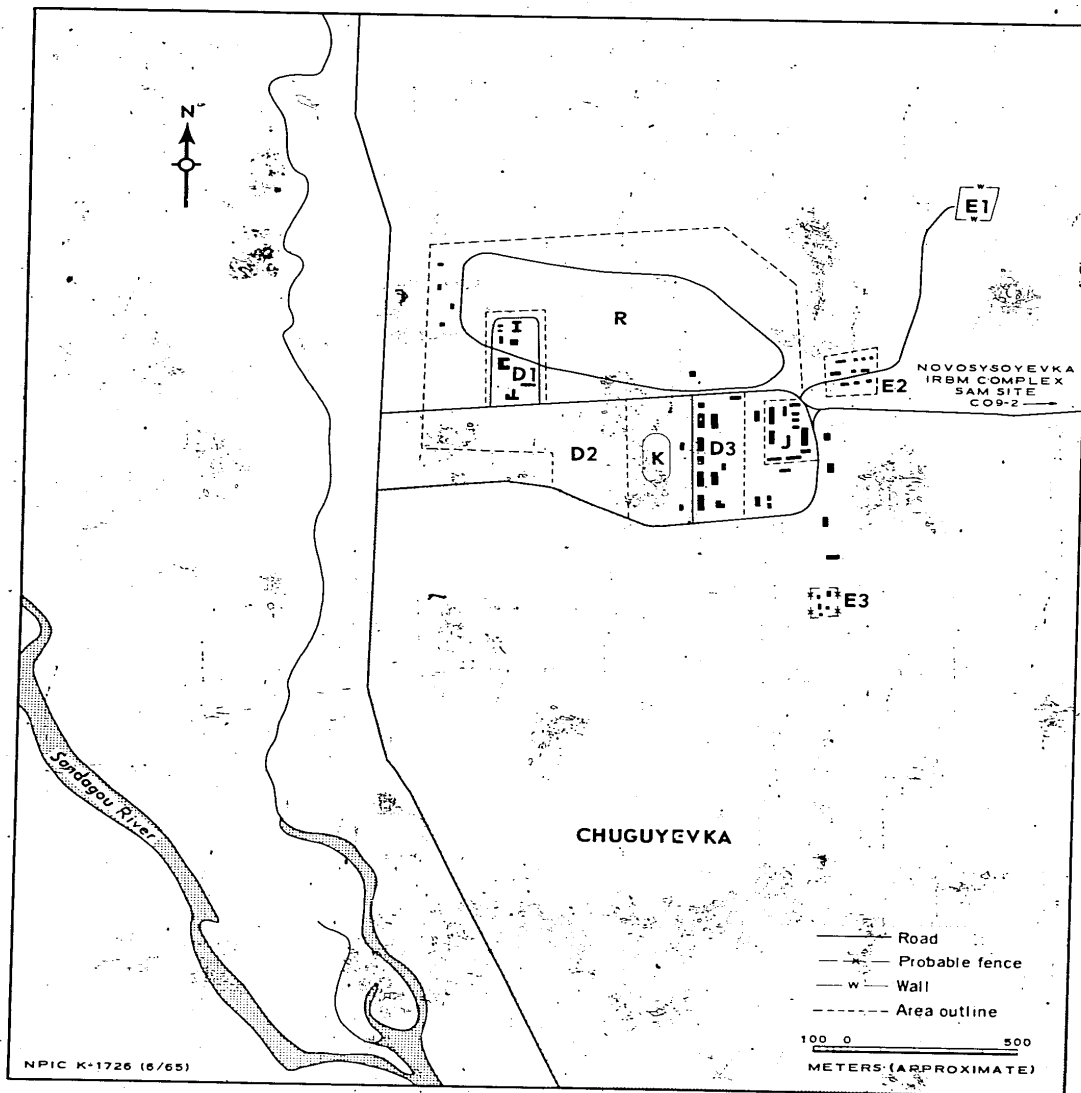 N
E1
W
W
R
D1
E2
NOVOSYSOYEVKA
IRBM COMPLEX
SAM SITE
C09-2
D2
K
D3
J
E3
Sandagou River
CHUGUYEVKA
Road
x Probable fence
w Wall
Area outline
100 0 500
METERS (APPROXIMATE)
NPIC K-1726 (6/65)